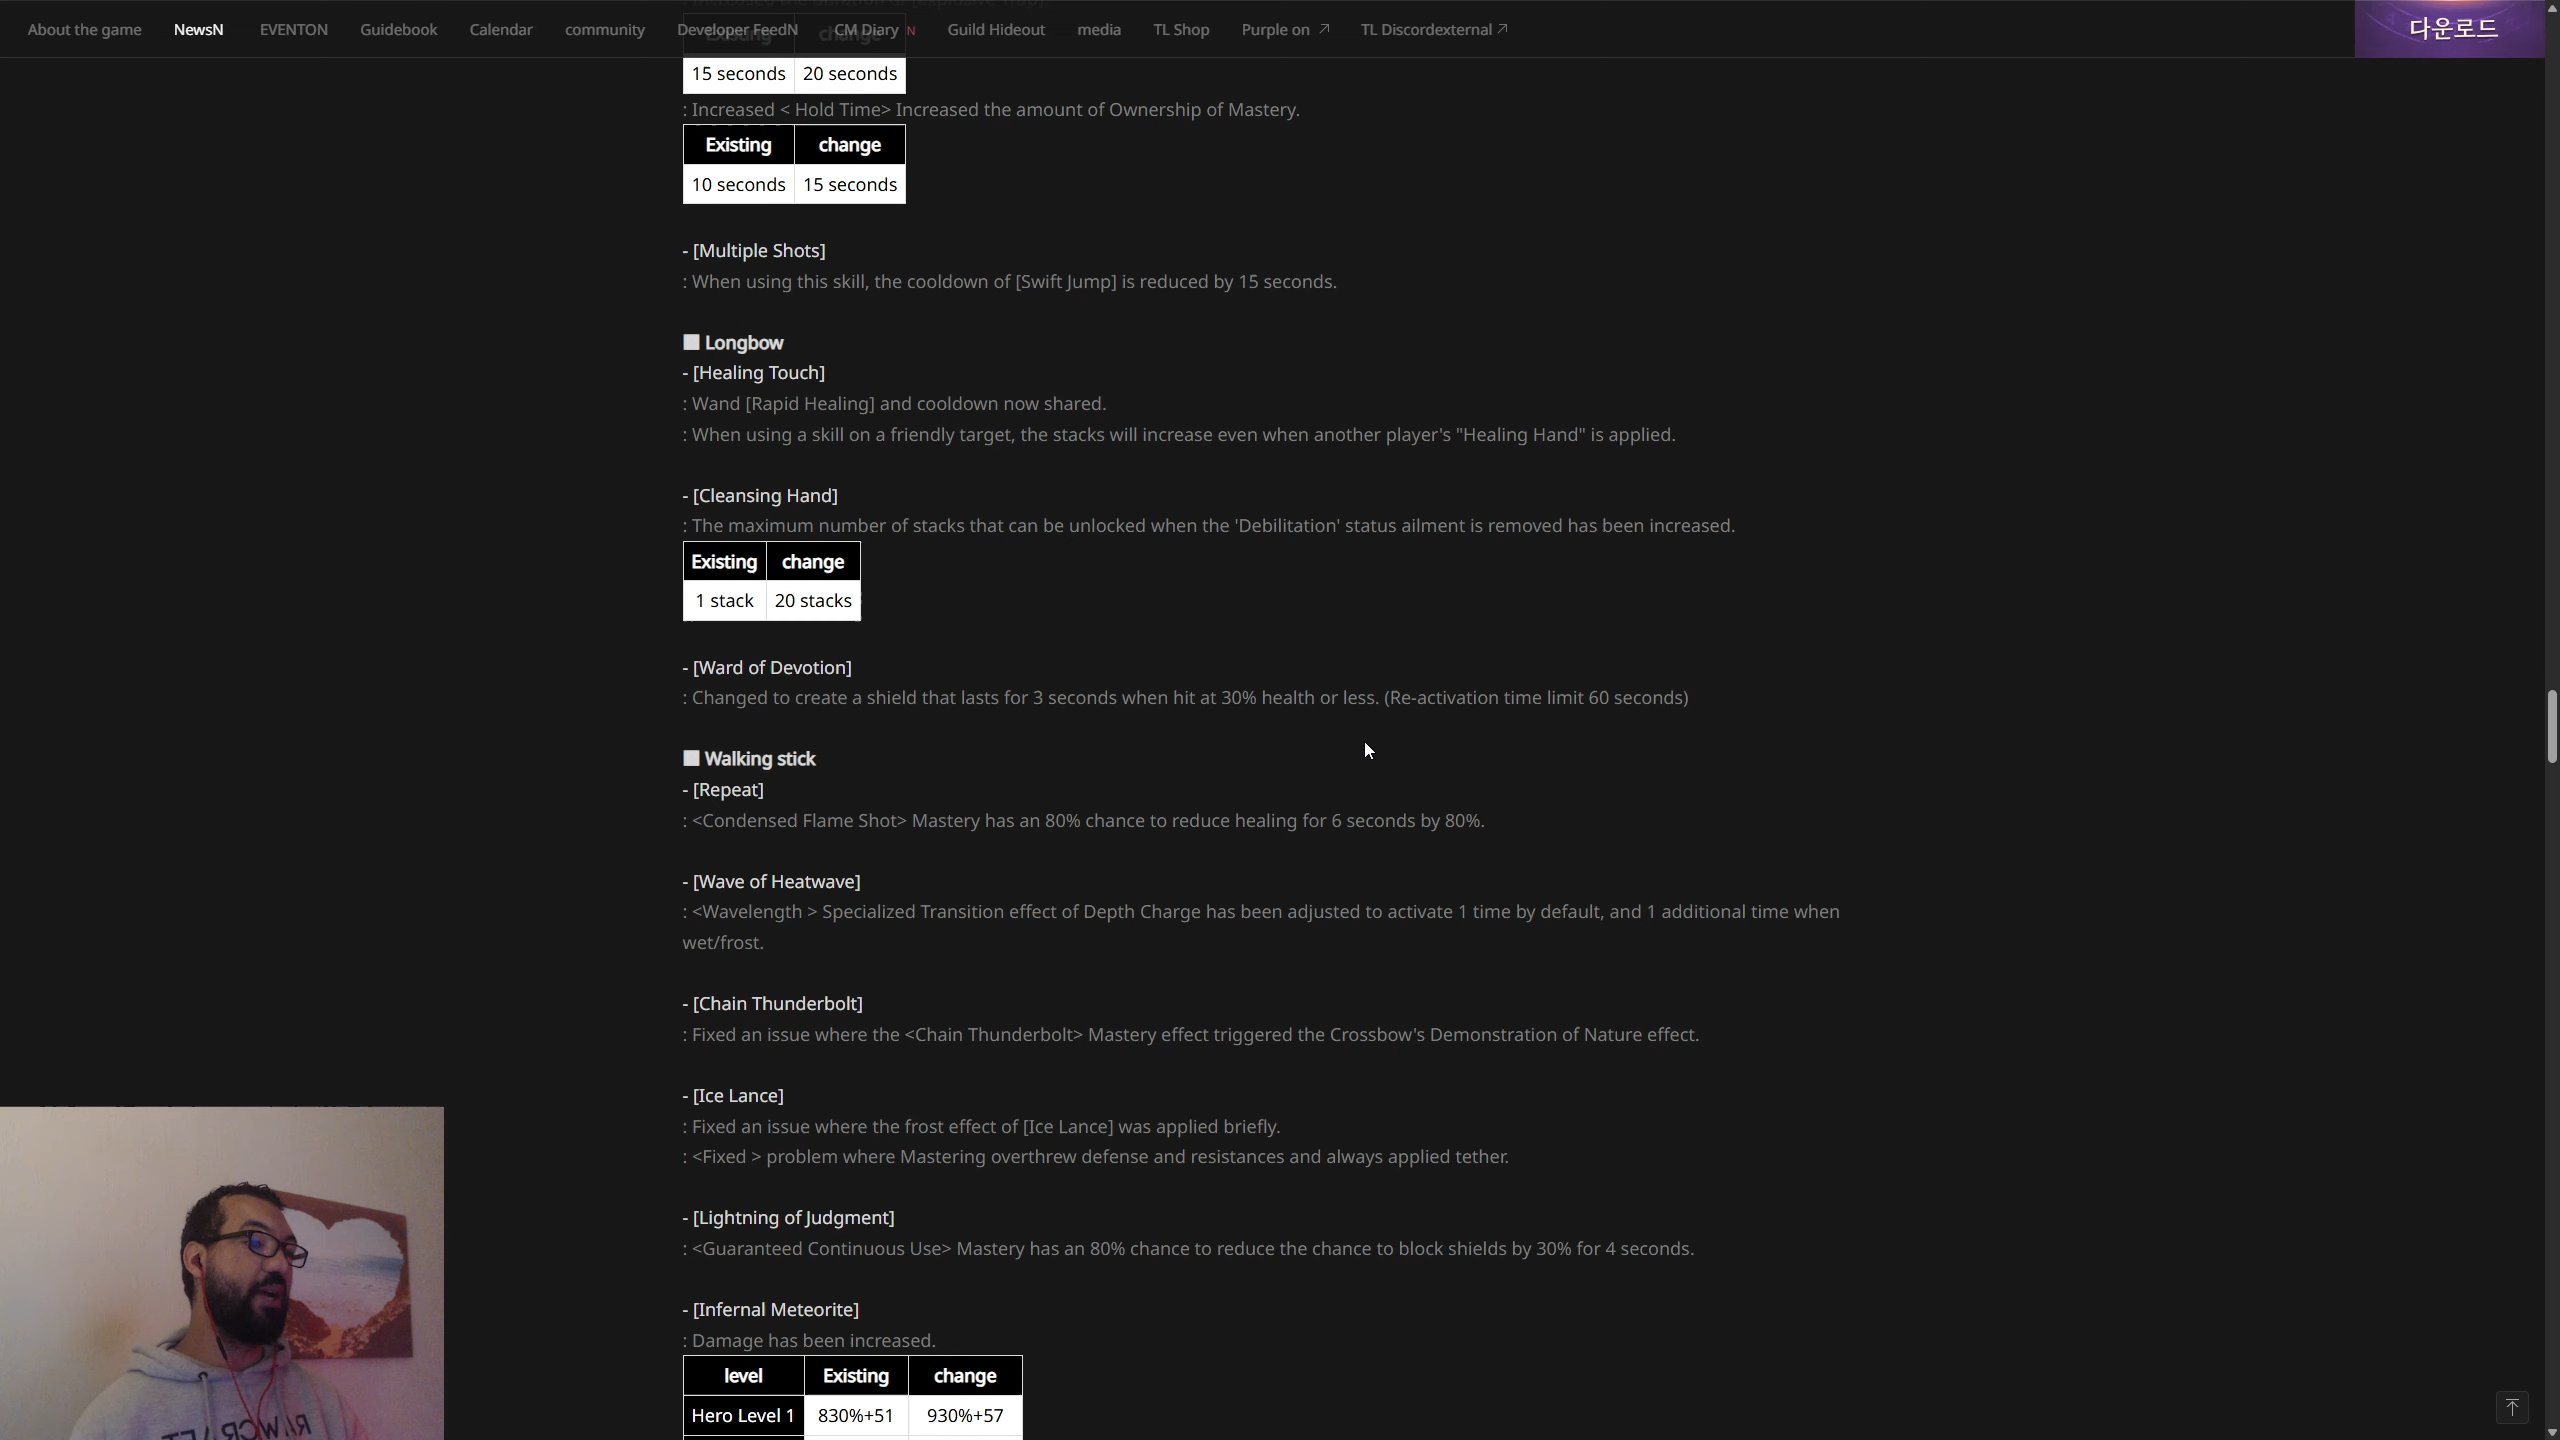 : Increased the duration of [Explosive Trap].
About the game NewsN EVENTON Guidebook Calendar community Developer FeedN CM Diary N Guild Hideout media TL Shop Purple on TL Discordexternal 다운로드
Existing change
15 seconds 20 seconds
: Increased < Hold Time> Increased the amount of Ownership of Mastery.
Existing change
10 seconds 15 seconds
- [Multiple Shots]
: When using this skill, the cooldown of [Swift Jump] is reduced by 15 seconds.
Longbow
- [Healing Touch]
: Wand [Rapid Healing] and cooldown now shared.
: When using a skill on a friendly target, the stacks will increase even when another player's "Healing Hand" is applied.
- [Cleansing Hand]
: The maximum number of stacks that can be unlocked when the 'Debilitation' status ailment is removed has been increased.
Existing change
1 stack 20 stacks
- [Ward of Devotion]
: Changed to create a shield that lasts for 3 seconds when hit at 30% health or less. (Re-activation time limit 60 seconds)
Walking stick
- [Repeat]
: <Condensed Flame Shot> Mastery has an 80% chance to reduce healing for 6 seconds by 80%.
- [Wave of Heatwave]
: <Wavelength > Specialized Transition effect of Depth Charge has been adjusted to activate 1 time by default, and 1 additional time when
wet/frost.
- [Chain Thunderbolt]
: Fixed an issue where the <Chain Thunderbolt> Mastery effect triggered the Crossbow's Demonstration of Nature effect.
- [Ice Lance]
: Fixed an issue where the frost effect of [Ice Lance] was applied briefly.
: <Fixed > problem where Mastering overthrew defense and resistances and always applied tether.
- [Lightning of Judgment]
: <Guaranteed Continuous Use> Mastery has an 80% chance to reduce the chance to block shields by 30% for 4 seconds.
- [Infernal Meteorite]
: Damage has been increased.
level Existing change
Hero Level 1 830%+51 930%+57